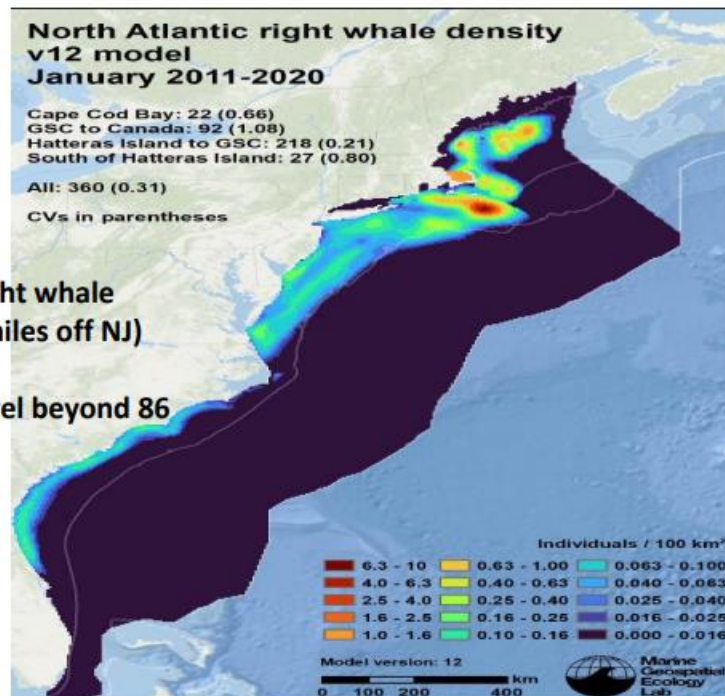 North Atlantic right whale density
v12 model
January 2011-2020
Cape Cod Bay: 22 (0.66)
GSC to Canada: 92 (1.08)
Hatteras Island to GSC: 218 (0.21)
South of Hatteras Island: 27 (0.80)
All: 360 (0.31)
CVs in parentheses
ht whale
niles off NJ)
el beyond 86
Individuals / 100 km²
6.3 - 10 0.63 - 1.00 0.063 - 0.100
4.0 - 6.3 0.40 - 0.63 0.040 - 0.063
2.5 - 4.0 0.25 - 0.40 0.025 - 0.040
1.6 - 2.5 0.16 - 0.25 0.016 - 0.025
1.0 - 1.6 0.10 - 0.16 0.000 - 0.016
Model version: 12
km
0 100 200 400
Marine
Geospatial
Ecology
Lab